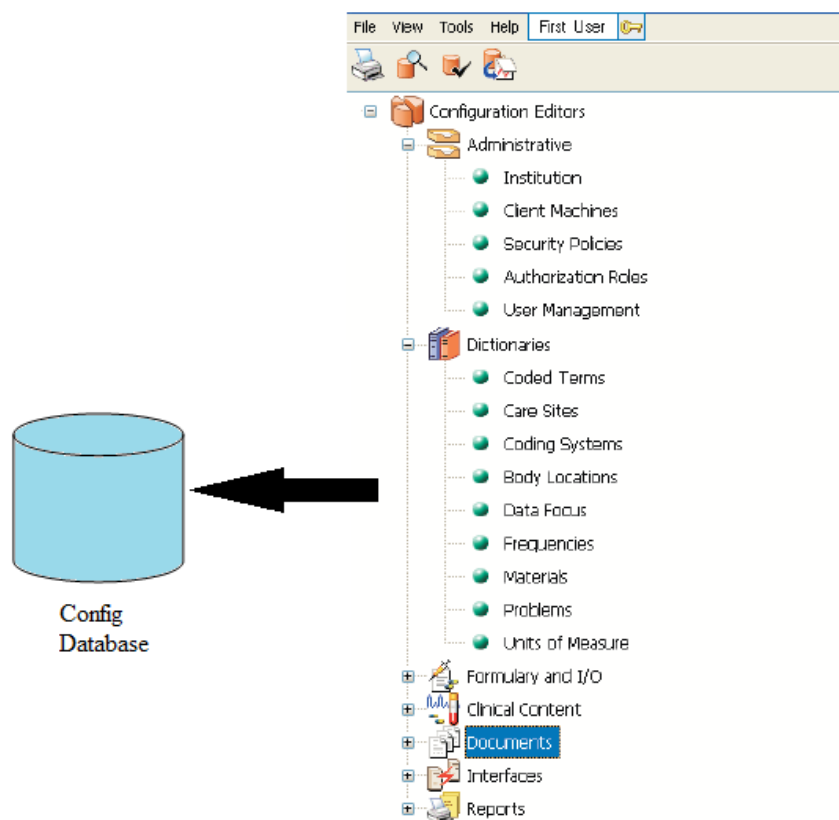 File View Tools Help First User
Configuration Editors
Administrative
Institution
Client Machines
Security Policies
Authorization Roles
User Management
Dictionaries
Coded Terms
Care Sites
Coding Systems
Body Locations
Data Focus
Frequencies
Materials
Problems
Units of Measure
Formulary and I/O
Clinical Content
Documents
Interfaces
Reports
Config
Database